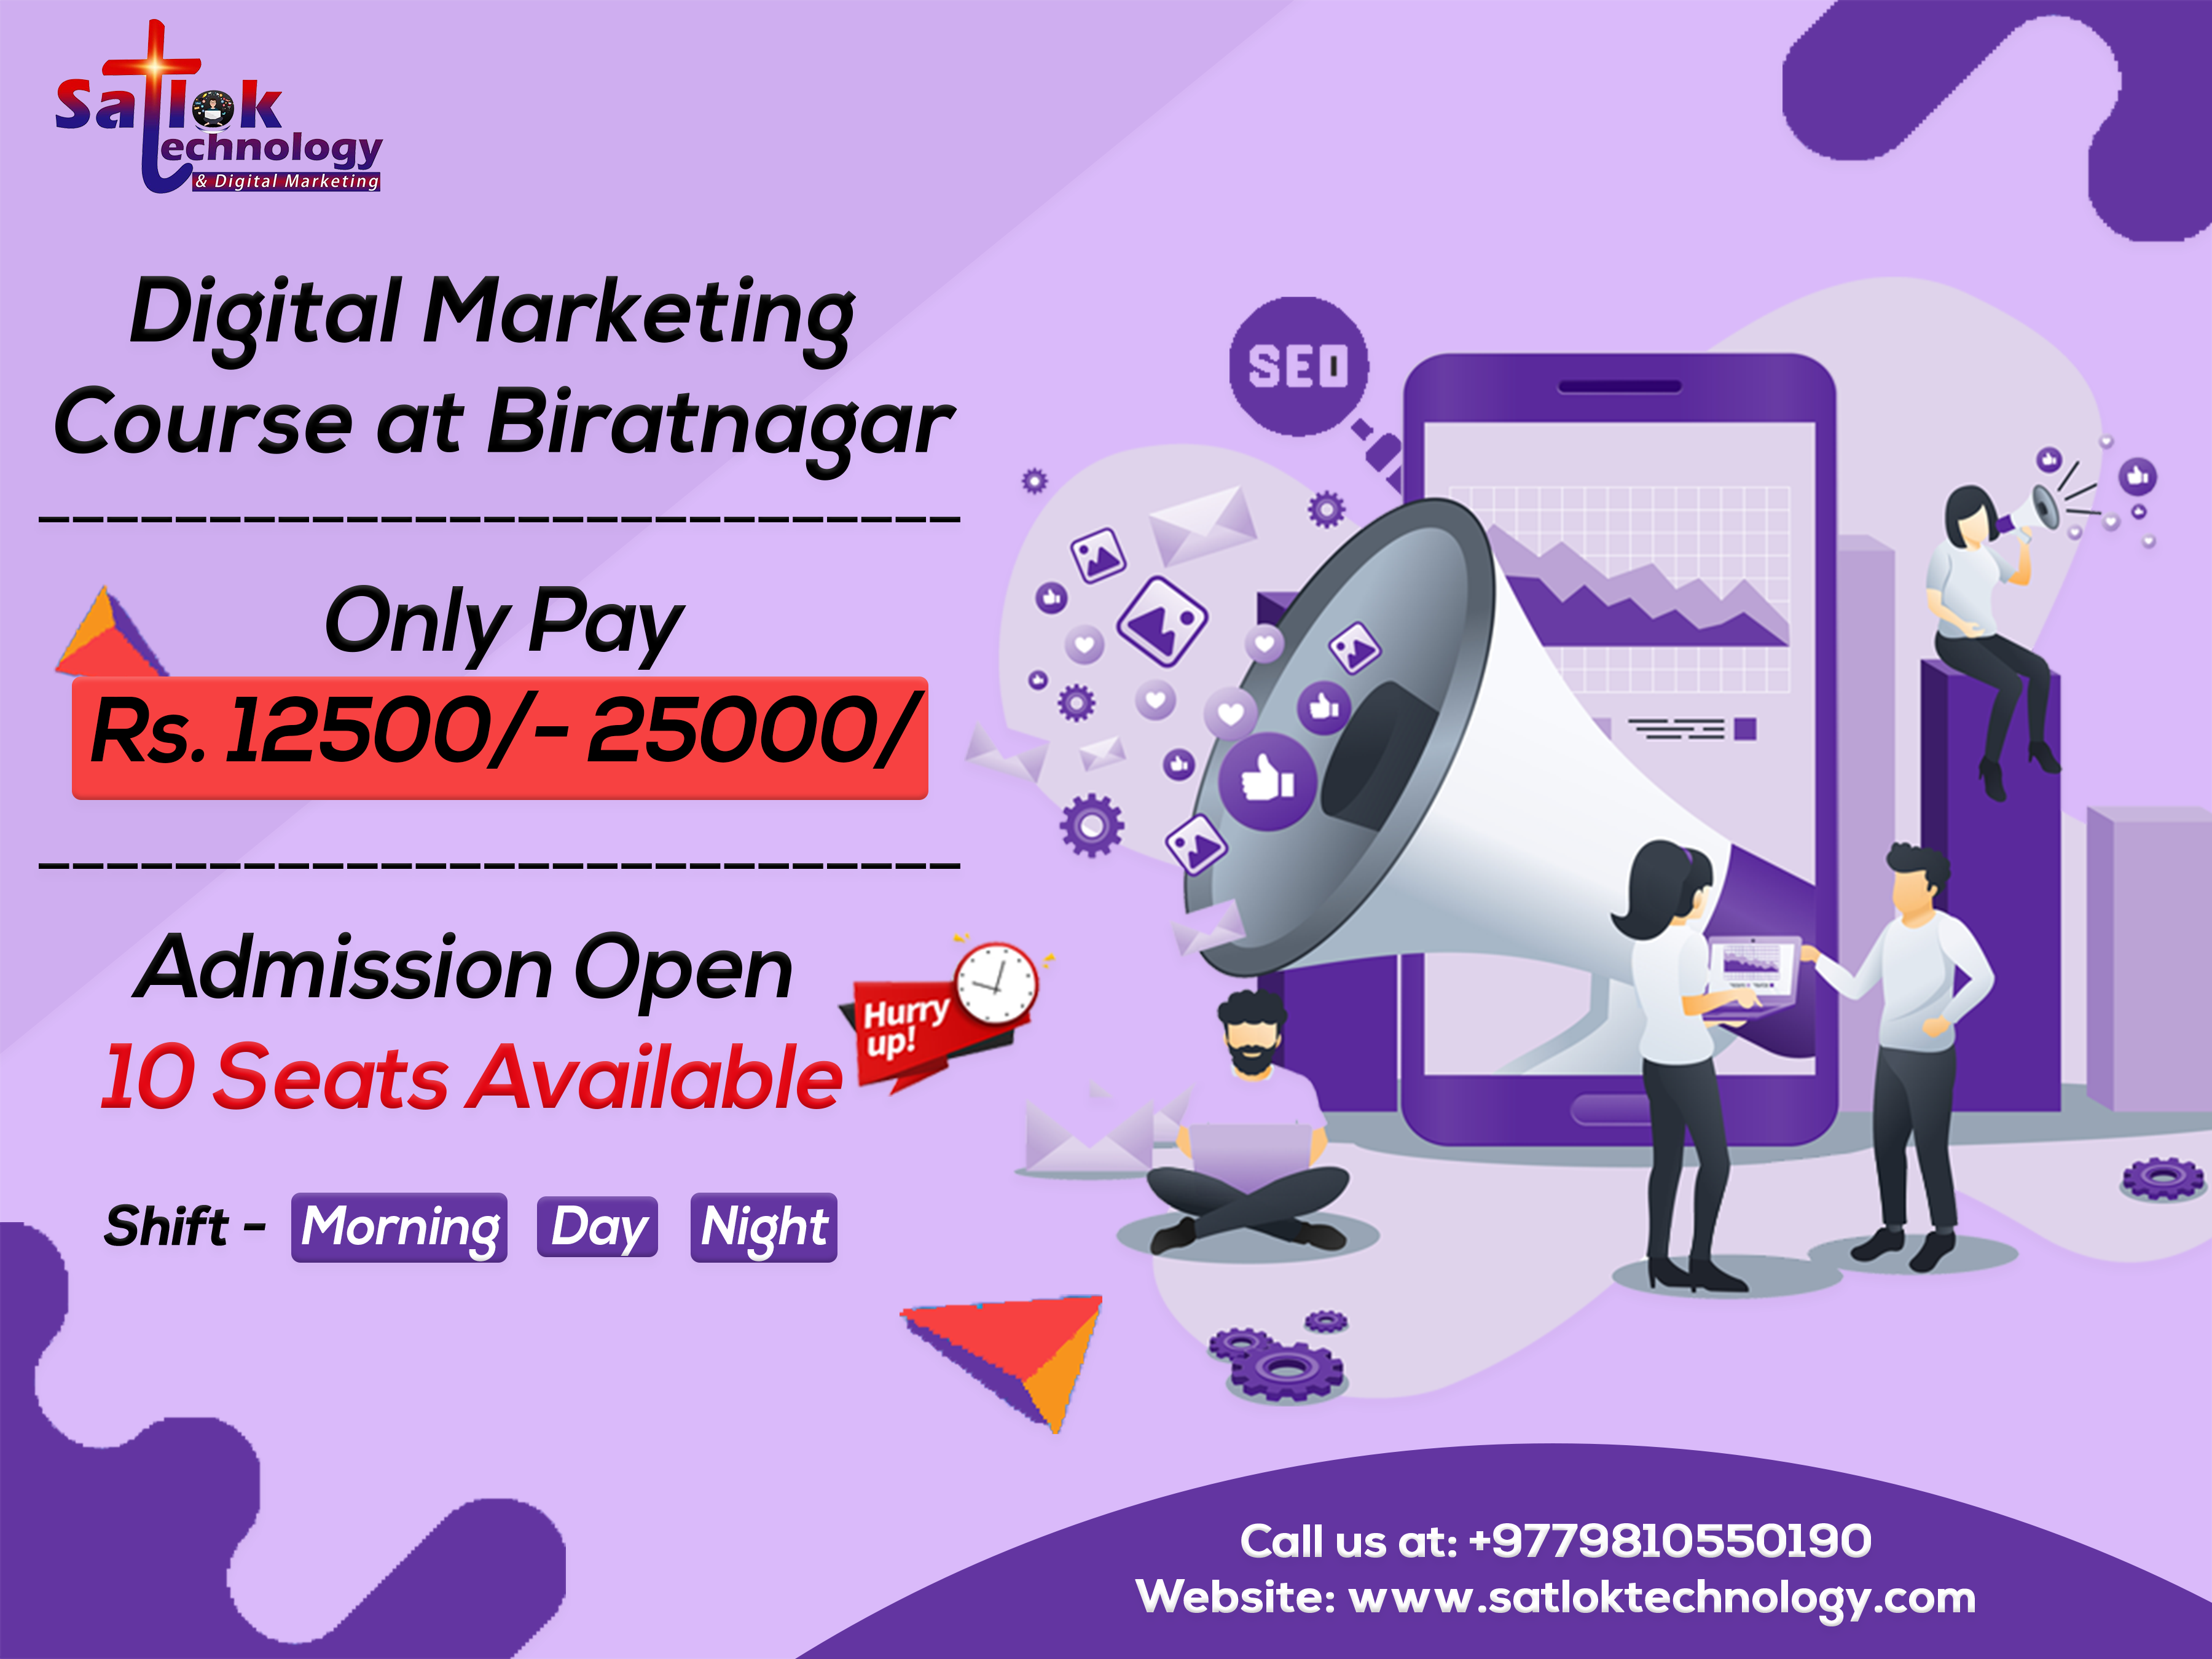 Satlok
Technology
& Digital Marketing
Digital Marketing
Course at Biratnagar
Only Pay
Rs. 12500/- 25000/
Admission Open
10 Seats Available
Hurry
up!
Shift - Morning Day Night
SEO
Call us at: +9779810550190
Website: www.satloktechnology.com